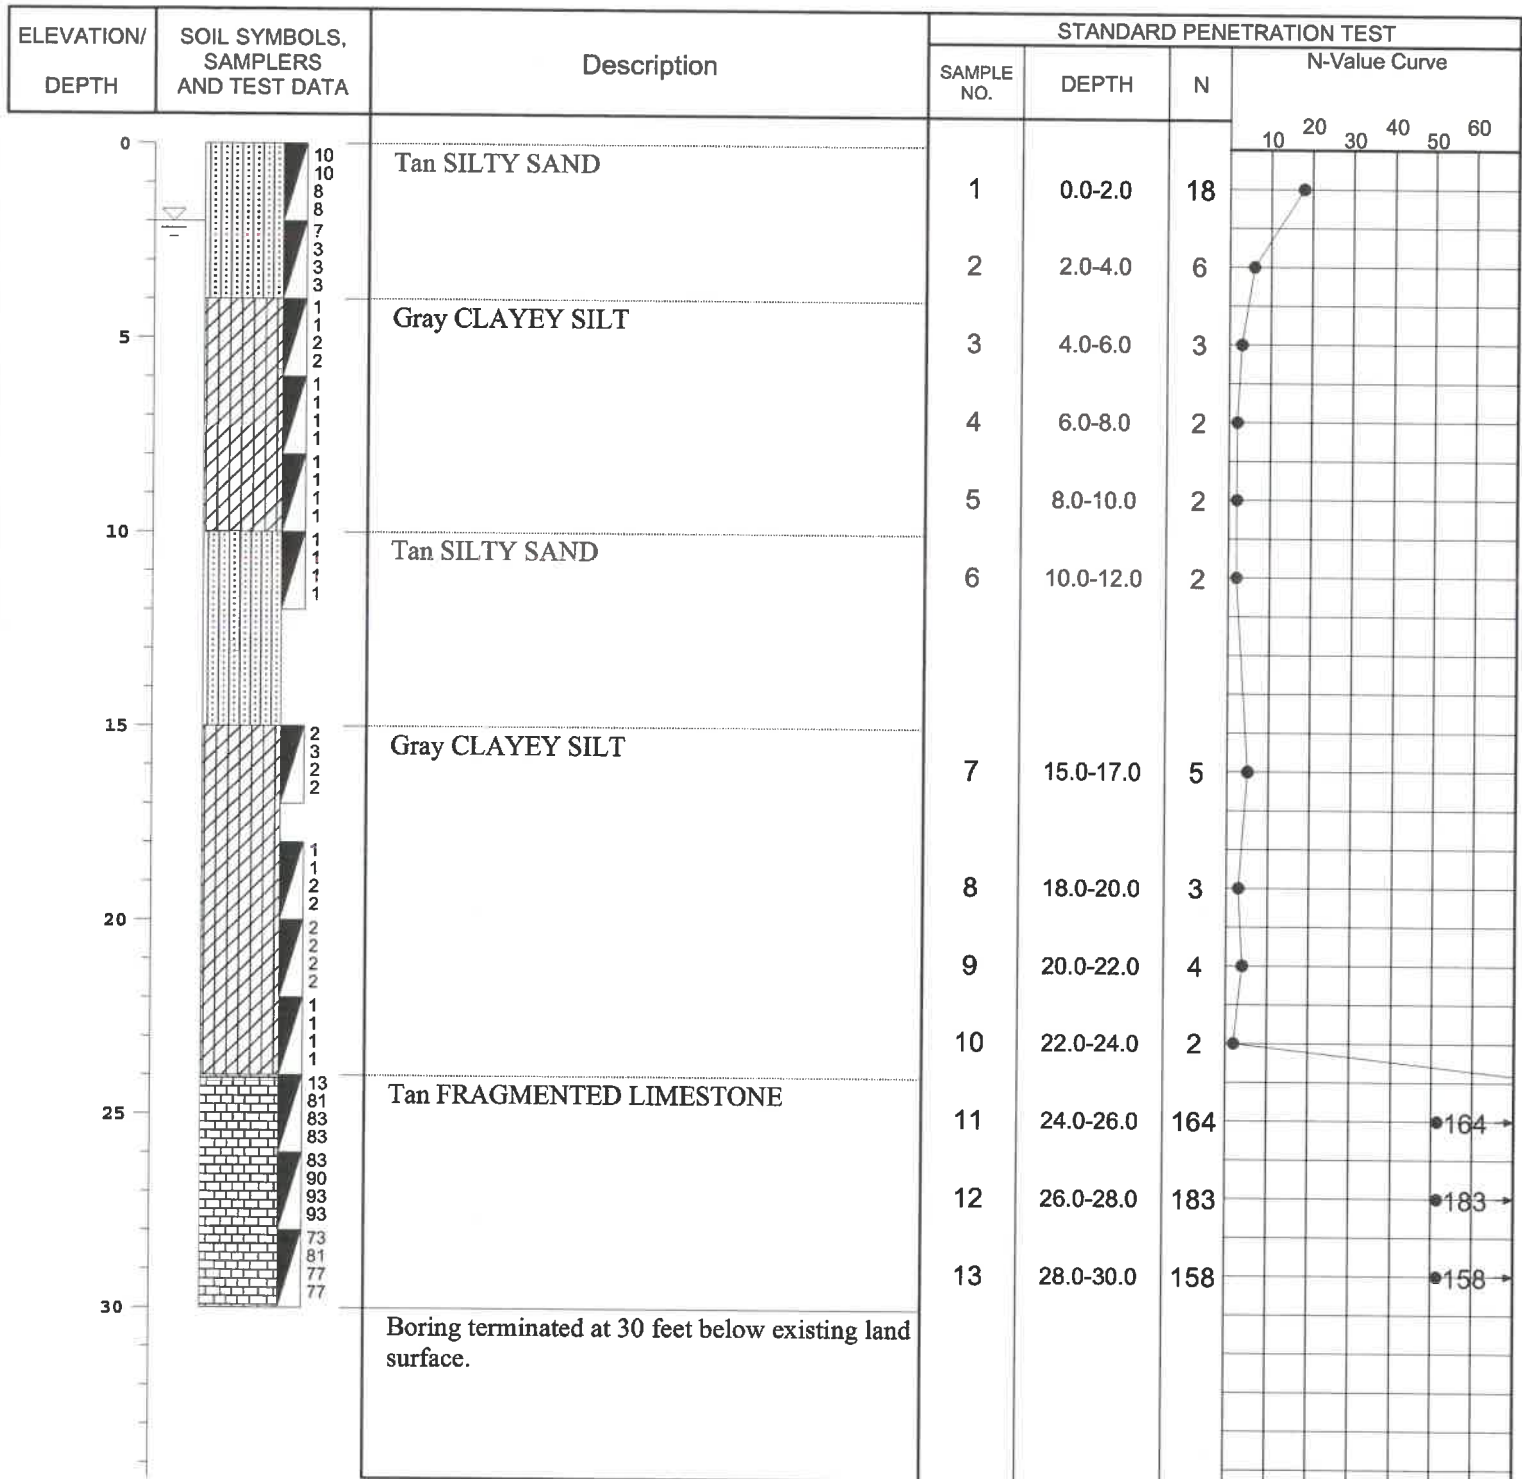 ELEVATION/
DEPTH
SOIL SYMBOLS,
SAMPLERS
AND TEST DATA
Description
STANDARD PENETRATION TEST
SAMPLE
NO.
DEPTH
N
N-Value Curve
10 20 30 40 50 60
0
10
10
8
8
Tan SILTY SAND
1 0.0-2.0 18
7
3
3
3
2 2.0-4.0 6
5
1
1
2
2
Gray CLAYEY SILT
3 4.0-6.0 3
1
1
1
1
4 6.0-8.0 2
1
1
1
1
5 8.0-10.0 2
10
1
1
1
1
Tan SILTY SAND
6 10.0-12.0 2
15
2
3
2
2
Gray CLAYEY SILT
7 15.0-17.0 5
1
1
2
2
8 18.0-20.0 3
20
2
2
2
2
9 20.0-22.0 4
1
1
1
1
10 22.0-24.0 2
25
13
81
83
83
Tan FRAGMENTED LIMESTONE
11 24.0-26.0 164 164
83
90
93
93
12 26.0-28.0 183 183
73
81
77
77
13 28.0-30.0 158 158
30
Boring terminated at 30 feet below existing land
surface.